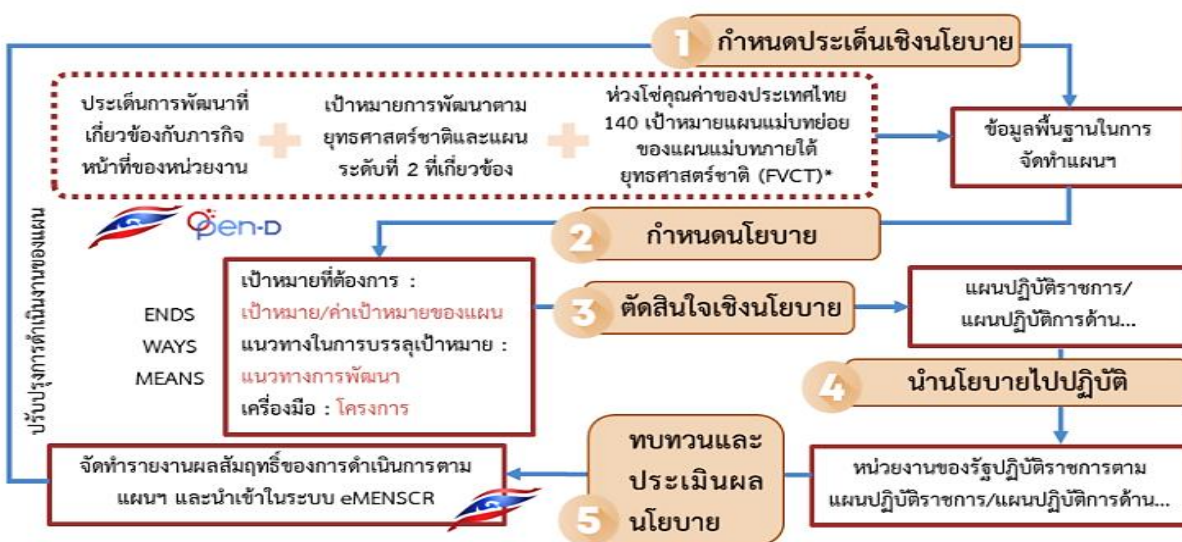 1 กำหนดประเด็นเชิงนโยบาย
ประเด็นการพัฒนาที่
เกี่ยวข้องกับภารกิจ
หน้าที่ของหน่วยงาน
เป้าหมายการพัฒนาตาม
ยุทธศาสตร์ชาติและแผน
ระดับที่ 2 ที่เกี่ยวข้อง
ห่วงโซ่คุณค่าของประเทศไทย
140 เป้าหมายแผนแม่บทย่อย
ของแผนแม่บทภายใต้
ยุทธศาสตร์ชาติ (FVCT)*
ข้อมูลพื้นฐานในการ
จัดทำแผนฯ
Open-D
2 กำหนดนโยบาย
ENDS
WAYS
MEANS
เป้าหมายที่ต้องการ :
เป้าหมาย/ค่าเป้าหมายของแผน
แนวทางในการบรรลุเป้าหมาย :
แนวทางการพัฒนา
เครื่องมือ : โครงการ
3 ตัดสินใจเชิงนโยบาย
แผนปฏิบัติราชการ/
แผนปฏิบัติการด้าน...
4 นำนโยบายไปปฏิบัติ
หน่วยงานของรัฐปฏิบัติราชการตาม
แผนปฏิบัติราชการ/แผนปฏิบัติการด้าน...
ทบทวนและ
ประเมินผล
5 นโยบาย
จัดทำรายงานผลสัมฤทธิ์ของการดำเนินการตาม
แผนฯ และนำเข้าในระบบ eMENSCR
ปรับปรุงการดำเนินงานของแผน